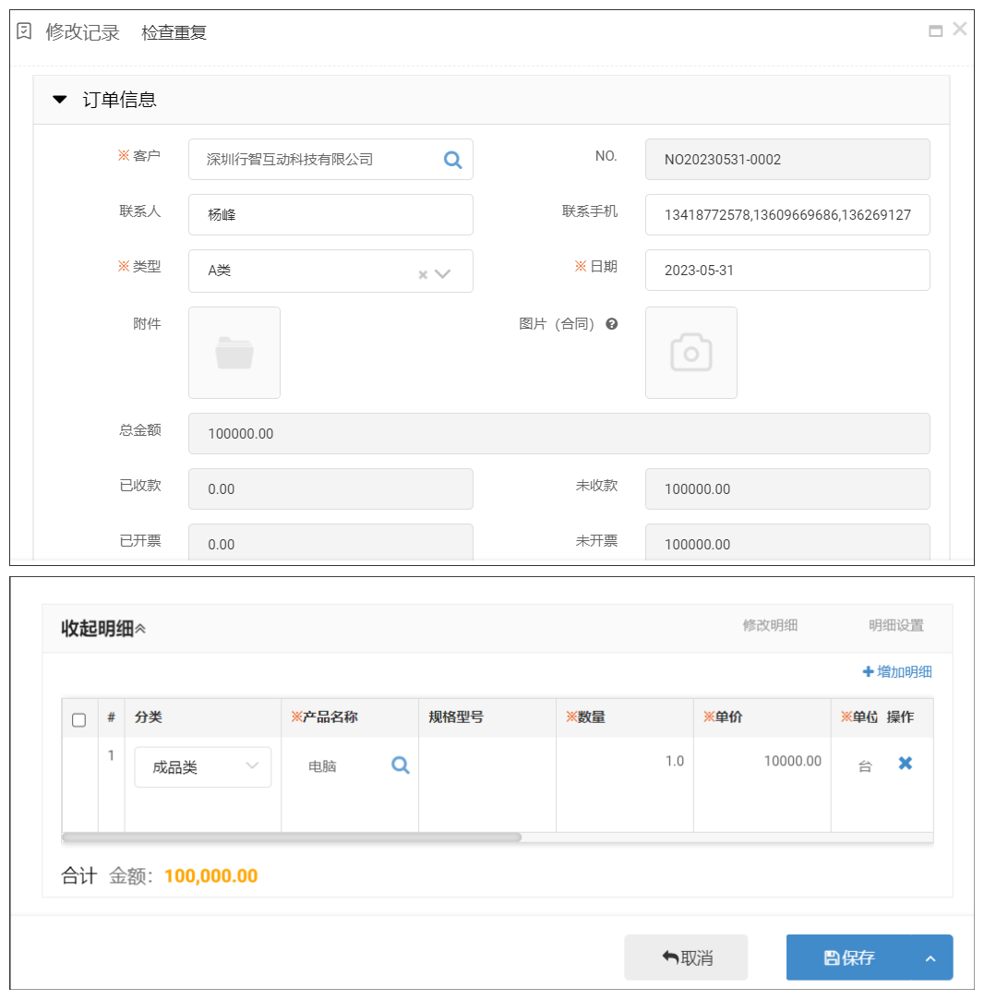 修改记录 检查重复
订单信息
※客户 深圳行智互动科技有限公司 NO. NO20230531-0002
联系人 杨峰 联系手机 13418772578,13609669686,136269127
※类型 A类 ※日期 2023-05-31
附件 图片（合同）
总金额 100000.00
已收款 0.00 未收款 100000.00
已开票 0.00 未开票 100000.00
收起明细 修改明细 明细设置
增加明细
# 分类 ※产品名称 规格型号 ※数量 ※单价 ※单位 操作
1 成品类 电脑 1.0 10000.00 台
合计 金额：100,000.00
取消 保存